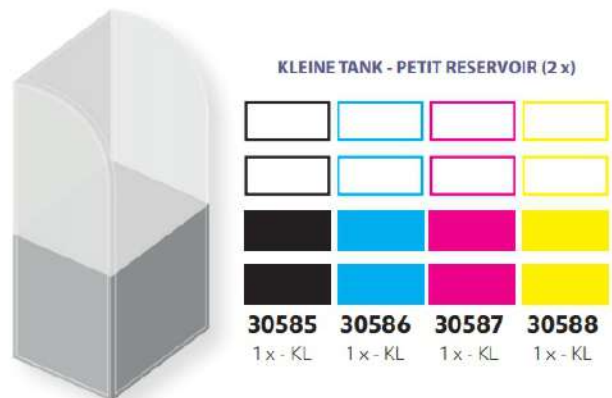 KLEINE TANK - PETIT RESERVOIR (2 x)
30585 30586 30587 30588
1 x - KL 1 x - KL 1 x - KL 1 x - KL